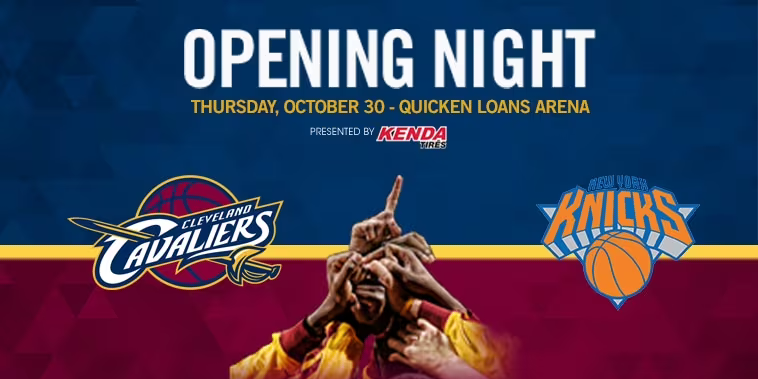 OPENING NIGHT
THURSDAY, OCTOBER 30 - QUICKEN LOANS ARENA
PRESENTED BY KENDA
TIRES
CLEVELAND
CAVALIERS
NEW YORK
KNICKS